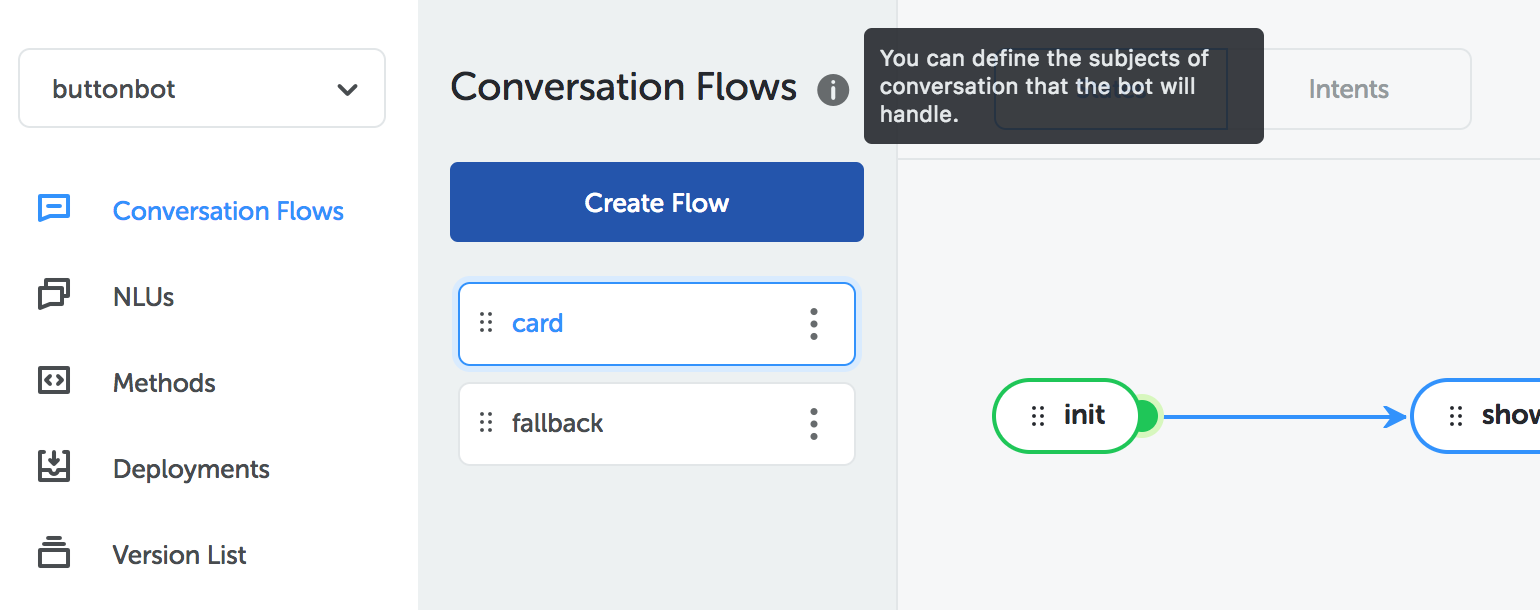 buttonbot
Conversation Flows
NLUs
Methods
Deployments
Version List
Conversation Flows
Create Flow
card
fallback
You can define the subjects of
conversation that the bot will
handle.
Intents
init
show